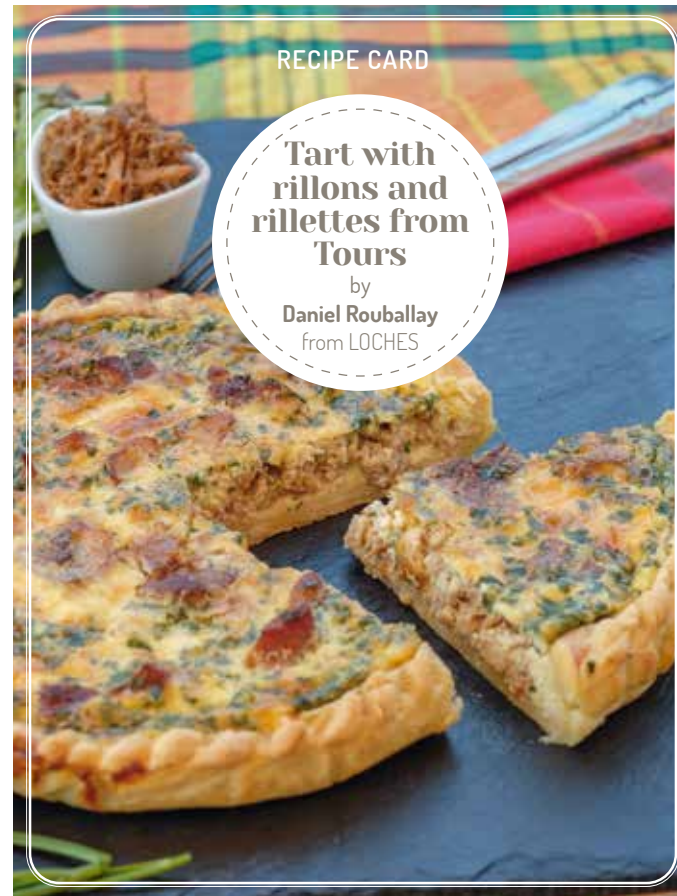 RECIPE CARD
Tart with
rillons and
rillettes from
Tours
by
Daniel Rouballay
from LOCHES